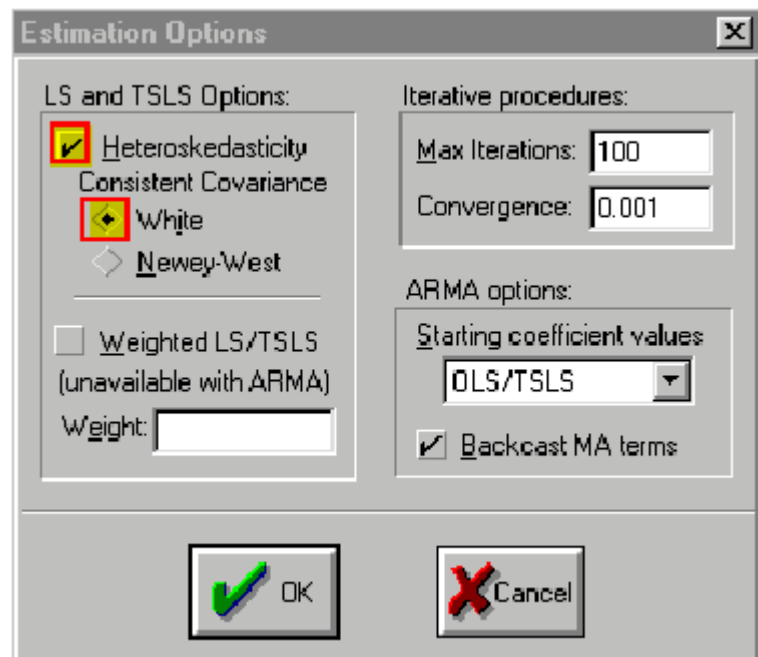 Estimation Options
LS and TSLS Options:
Heteroskedasticity
Consistent Covariance
White
Newey-West
Weighted LS/TSLS
(unavailable with ARMA)
Weight:
Iterative procedures:
Max Iterations: 100
Convergence: 0.001
ARMA options:
Starting coefficient values
OLS/TSLS
Backcast MA terms
OK
Cancel